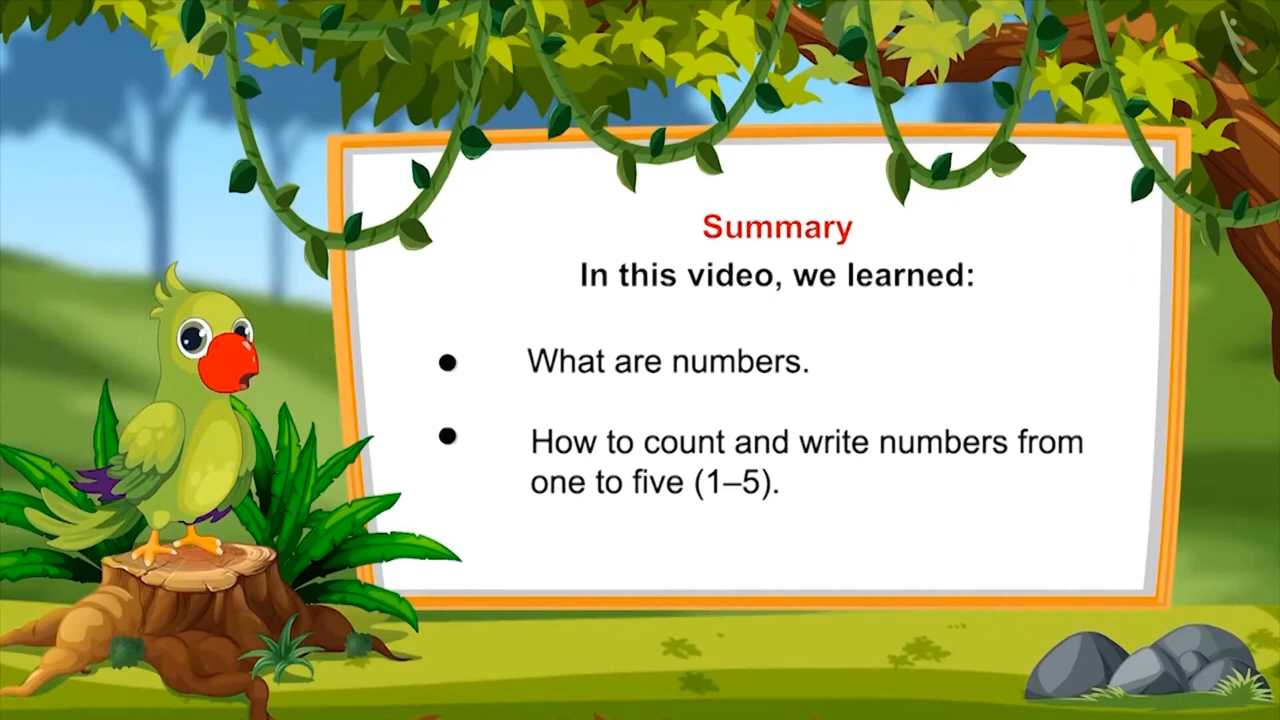 Summary
In this video, we learned:
● What are numbers.
● How to count and write numbers from
one to five (1–5).